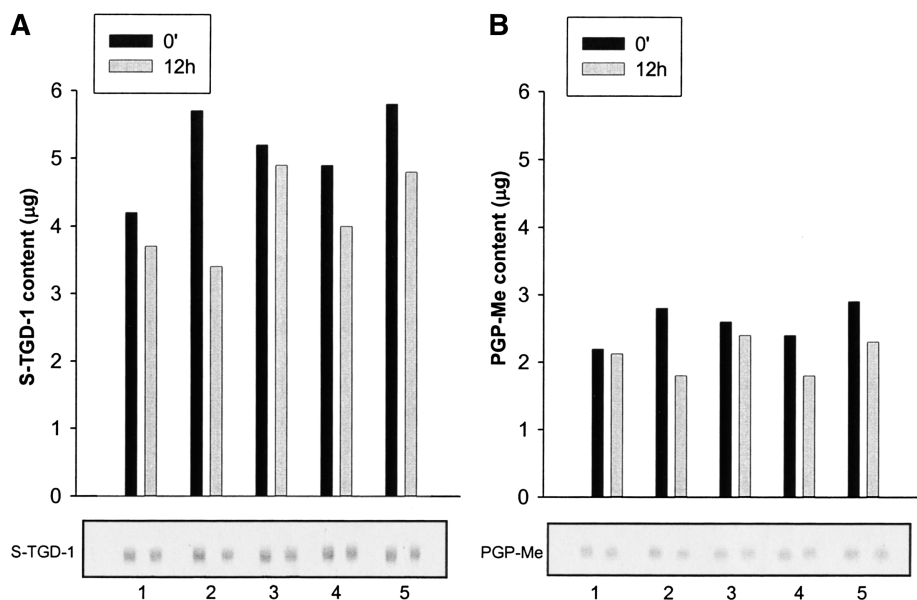 A
0'
12h
S-TGD-1 content (μg)
6
5
4
3
2
1
0
S-TGD-1
1 2 3 4 5
B
0'
12h
PGP-Me content (μg)
6
5
4
3
2
1
0
PGP-Me
1 2 3 4 5